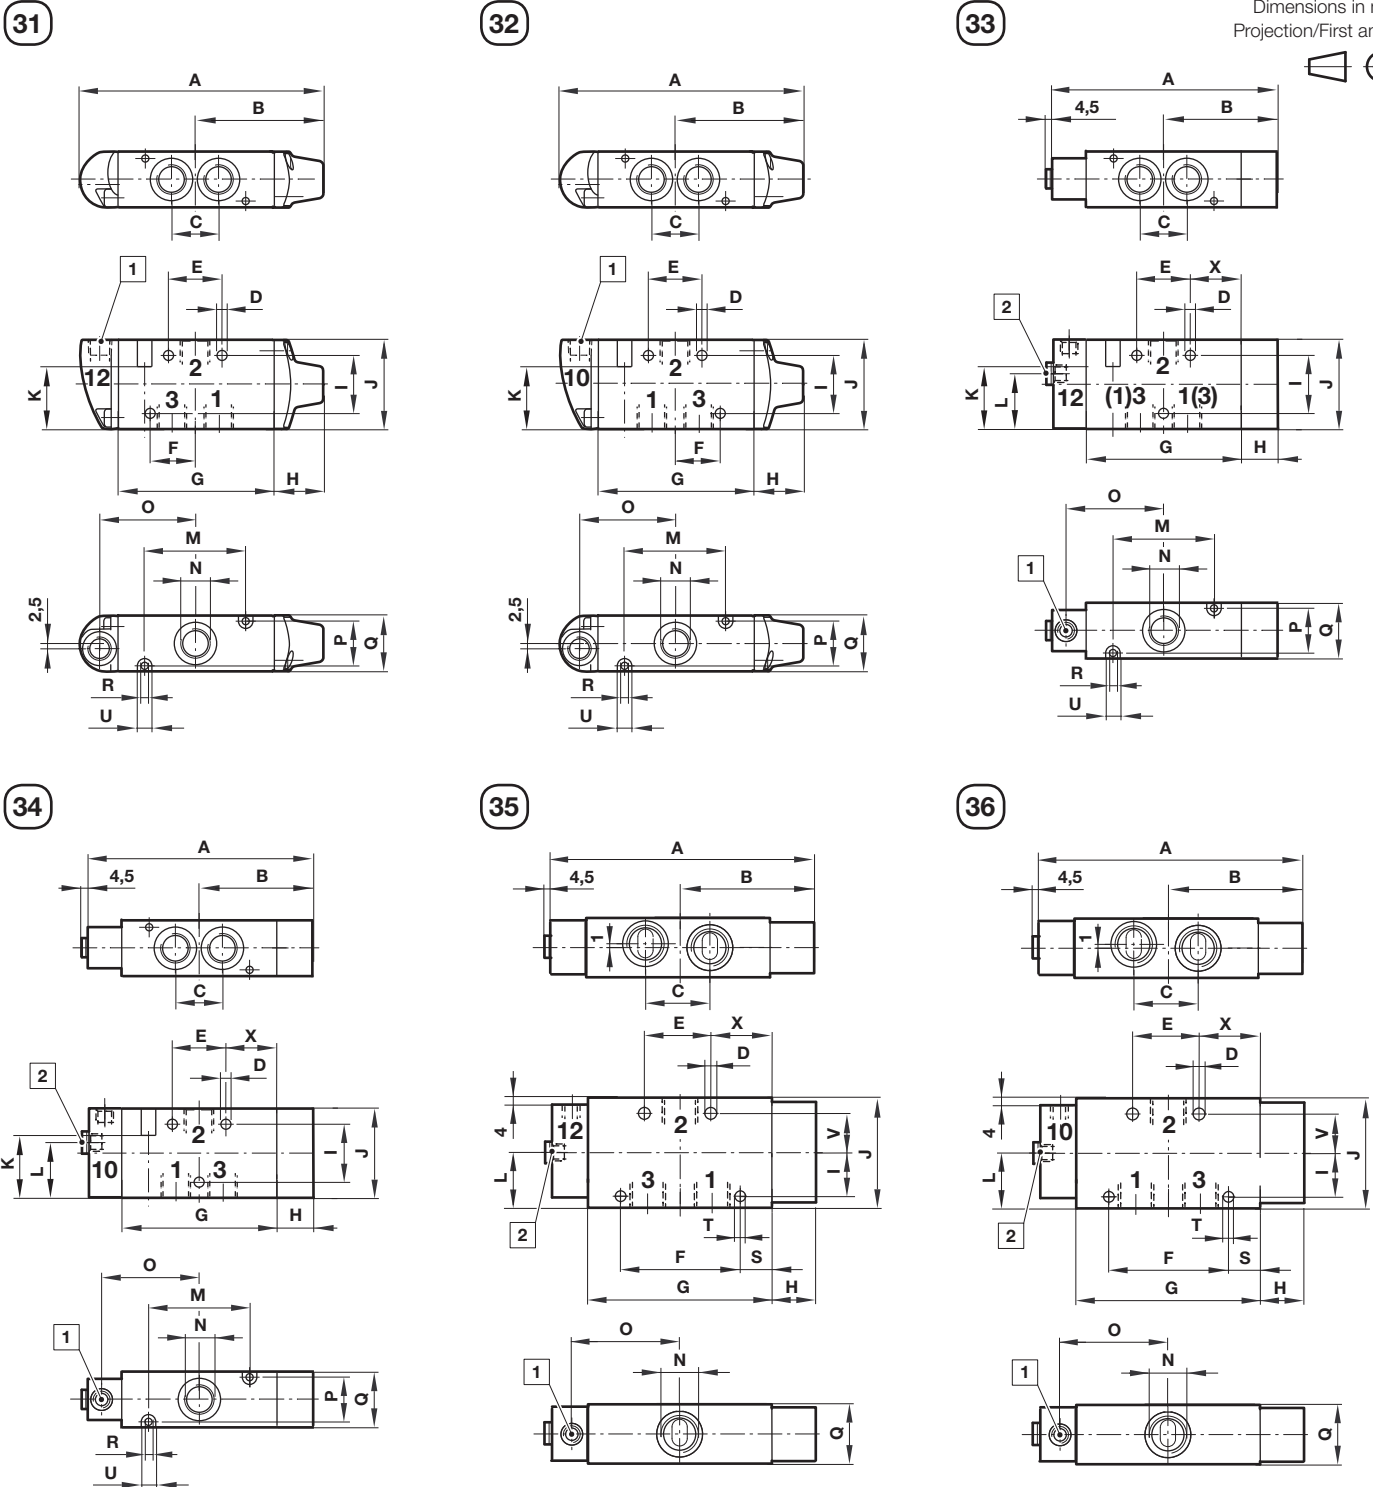 31
32
33
Dimensions in
Projection/First
A
B
C
1
E
D
12
2
3
1
K
I
J
F
G
H
O
M
N
2,5
P
Q
R
U
A
B
C
1
E
D
10
2
1
3
K
I
J
F
G
H
O
M
N
2,5
P
Q
R
U
A
4,5
B
C
2
E
X
D
2
12
(1)3
1(3)
K
L
I
J
G
H
O
M
N
1
P
Q
R
U
34
35
36
A
4,5
B
C
2
E
X
D
2
10
1
3
K
L
I
J
G
H
O
M
N
1
P
Q
R
U
A
4,5
B
1
C
E
X
D
4
12
2
V
J
L
I
3
1
2
T
F
S
G
H
O
N
1
Q
A
4,5
B
1
C
E
X
D
4
10
2
V
J
L
I
1
3
2
T
F
S
G
H
O
N
1
Q